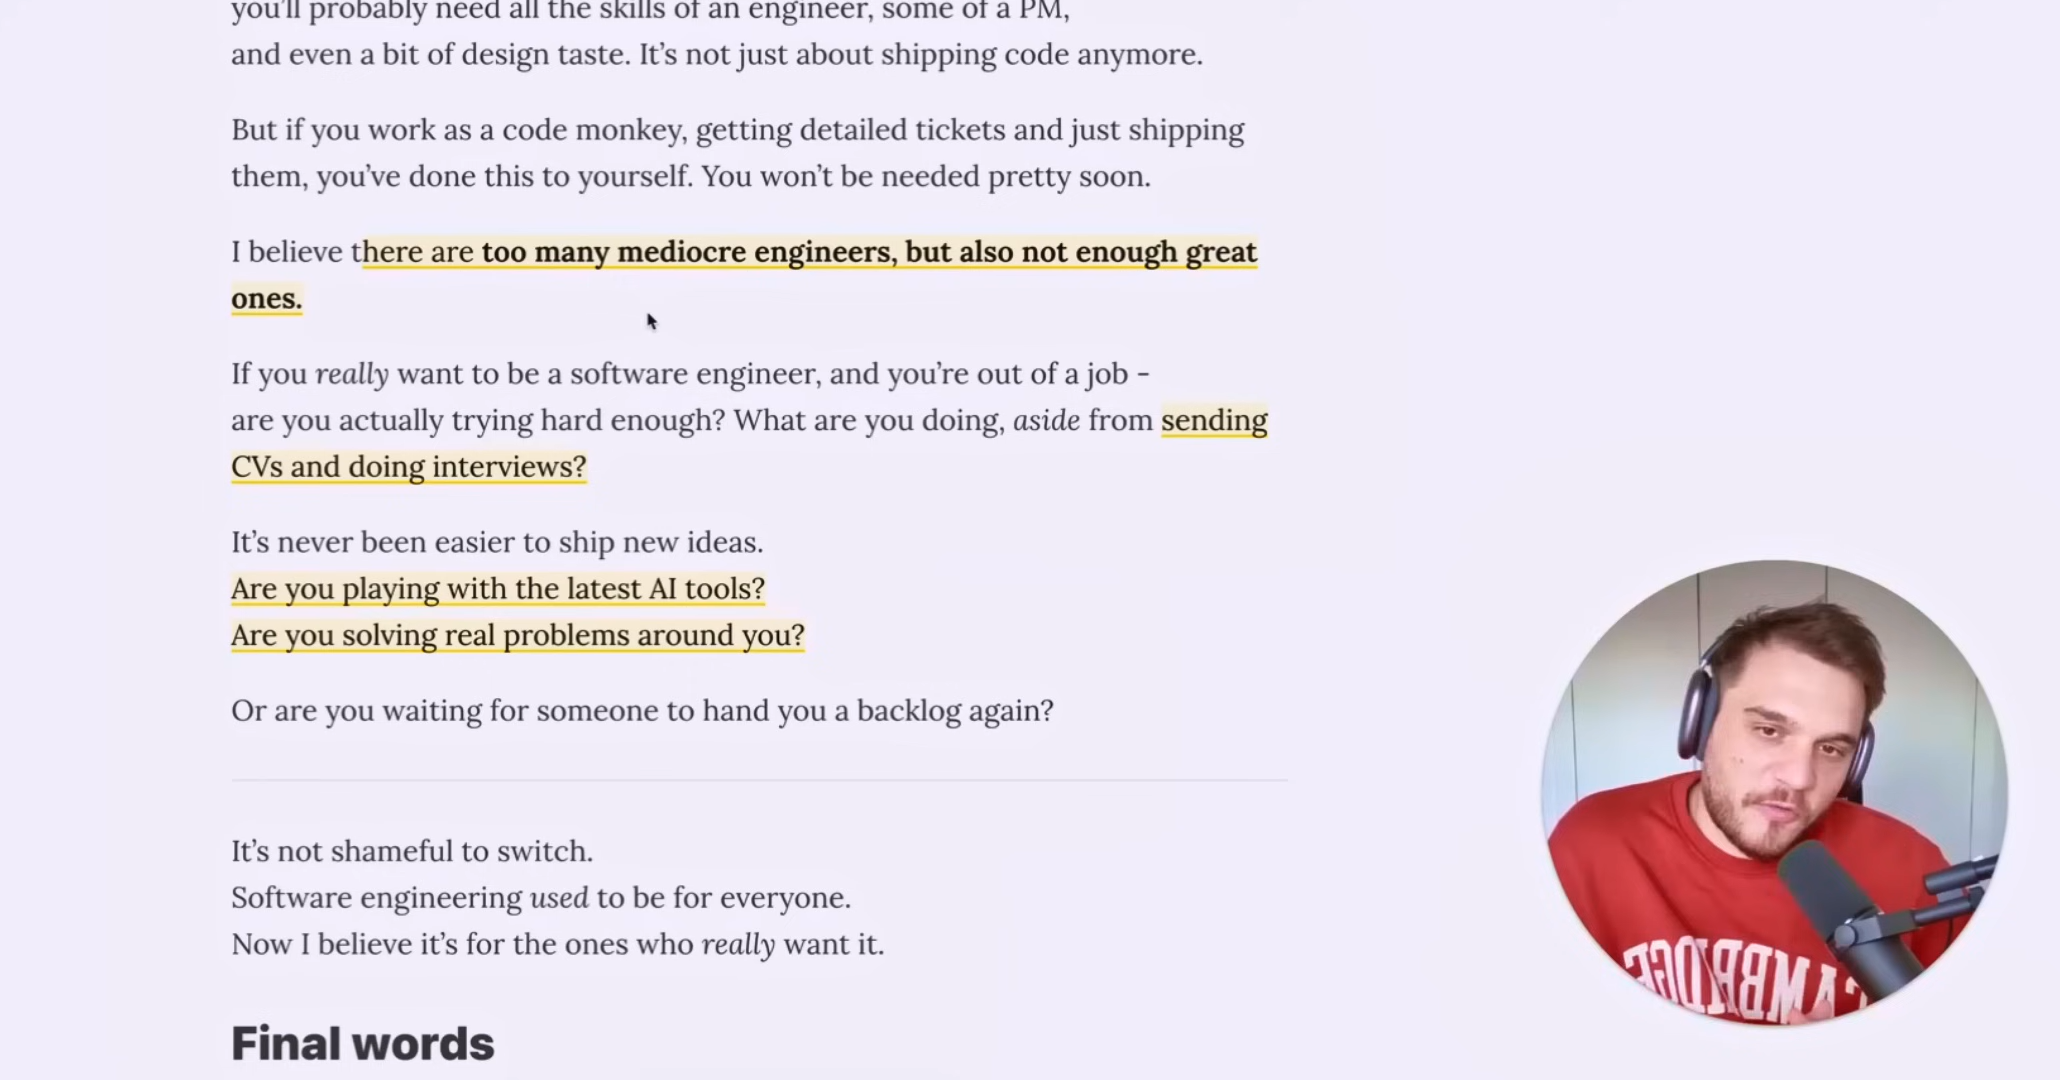 you'll probably need all the skills of an engineer, some of a PM,
and even a bit of design taste. It's not just about shipping code anymore.
But if you work as a code monkey, getting detailed tickets and just shipping
them, you've done this to yourself. You won't be needed pretty soon.
I believe there are too many mediocre engineers, but also not enough great
ones.
If you really want to be a software engineer, and you're out of a job -
are you actually trying hard enough? What are you doing, aside from sending
CVs and doing interviews?
It's never been easier to ship new ideas.
Are you playing with the latest AI tools?
Are you solving real problems around you?
Or are you waiting for someone to hand you a backlog again?
It's not shameful to switch.
Software engineering used to be for everyone.
Now I believe it's for the ones who really want it.
Final words